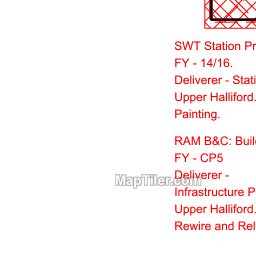 SWT Station Pr
FY - 14/16.
Deliverer - Stati
Upper Halliford.
Painting.
RAM B&C: Buil
FY - CP5
Deliverer -
MapTiler.com
Infrastructure P
Upper Halliford.
Rewire and Rel